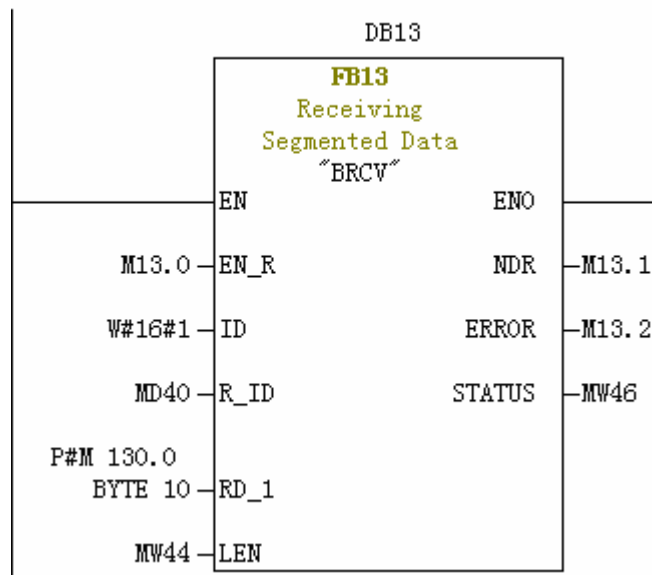 DB13
FB13
Receiving
Segmented Data
"BRCV"
EN ENO
M13.0 EN_R NDR M13.1
W#16#1 ID ERROR M13.2
MD40 R_ID STATUS MW46
P#M 130.0
BYTE 10 RD_1
MW44 LEN